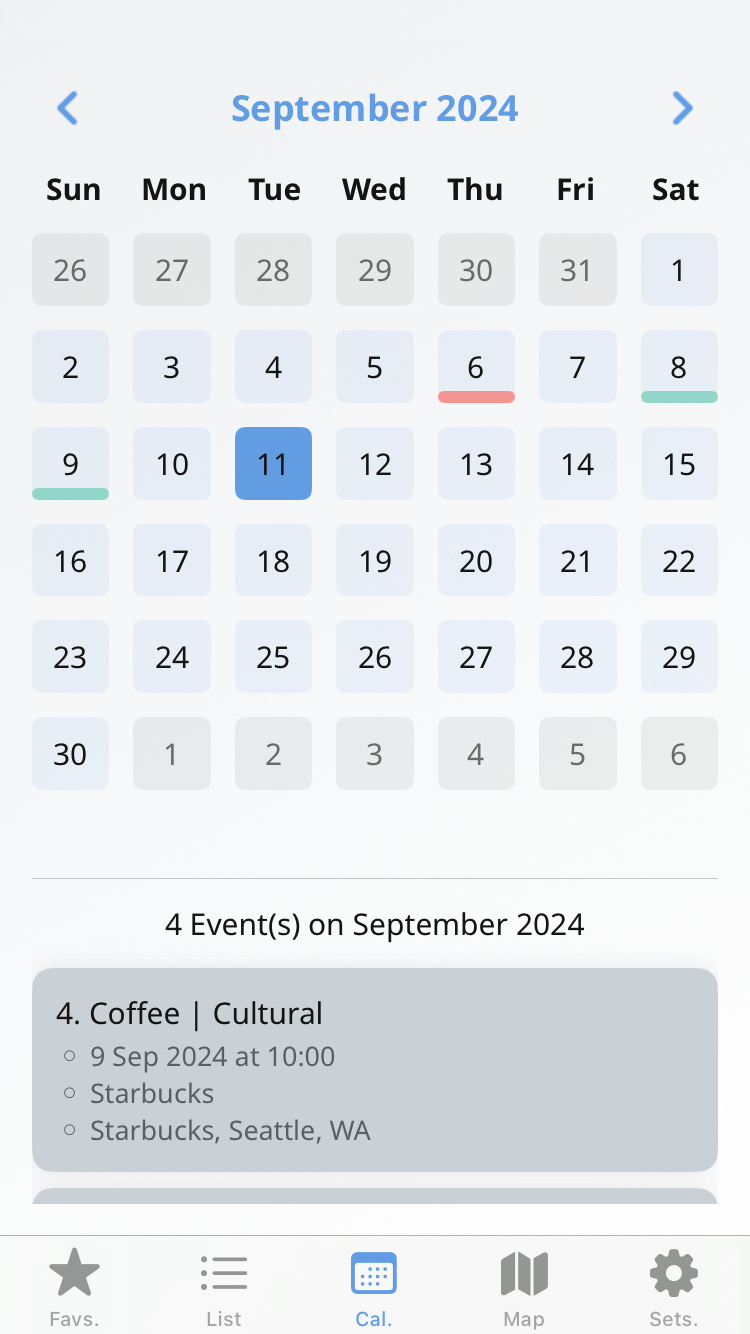 September 2024
Sun Mon Tue Wed Thu Fri Sat
26 27 28 29 30 31 1
2 3 4 5 6 7 8
9 10 11 12 13 14 15
16 17 18 19 20 21 22
23 24 25 26 27 28 29
30 1 2 3 4 5 6
4 Event(s) on September 2024
4. Coffee | Cultural
9 Sep 2024 at 10:00
Starbucks
Starbucks, Seattle, WA
Favs. List Cal. Map Sets.